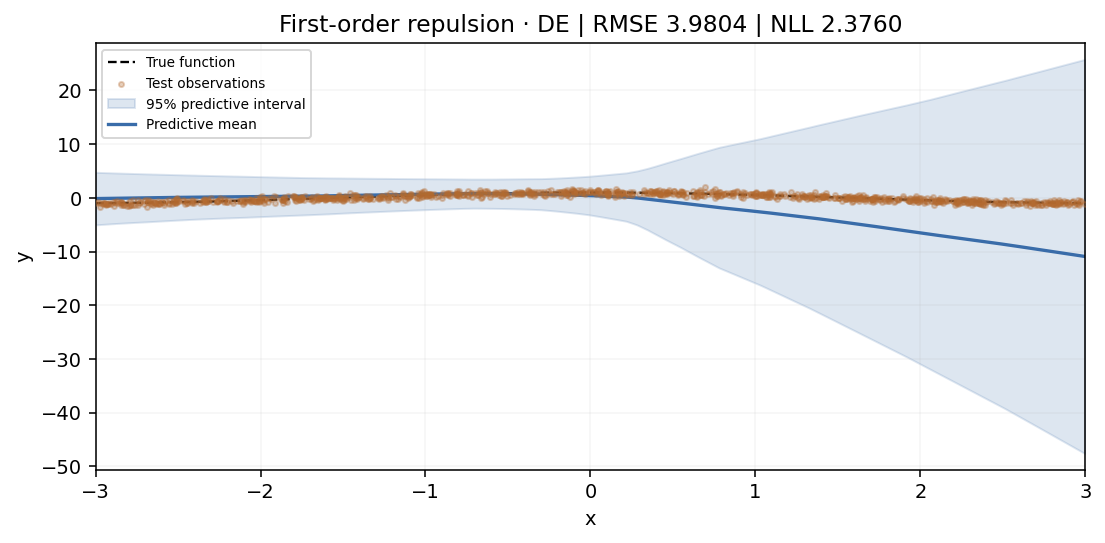 First-order repulsion · DE | RMSE 3.9804 | NLL 2.3760
True function
Test observations
95% predictive interval
Predictive mean
20
10
0
−10
−20
−30
−40
−50
y
−3
−2
−1
0
1
2
3
x